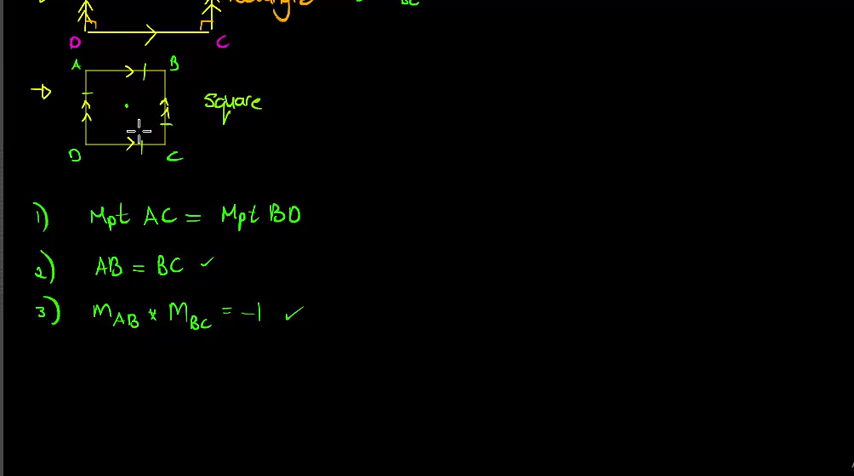 D C
A B
square
D C
1) Mpt AC = Mpt BD
2) AB = BC ✓
3) m_AB × M_BC = -1 ✓